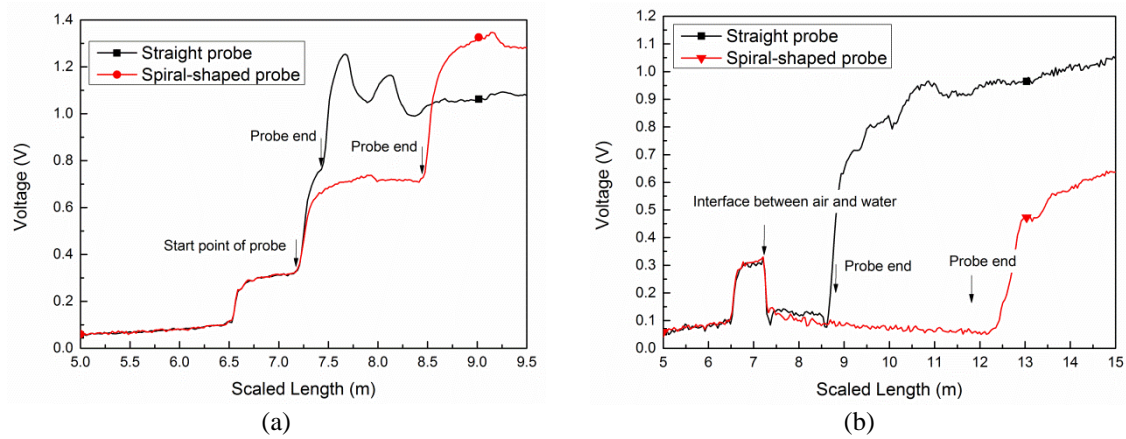 (a)
Voltage (V)
1.4
1.2
1.0
0.8
0.6
0.4
0.2
0.0
Straight probe
Spiral-shaped probe
Probe end
Probe end
Start point of probe
5.0 5.5 6.0 6.5 7.0 7.5 8.0 8.5 9.0 9.5
Scaled Length (m)
(b)
Voltage (V)
1.2
1.1
1.0
0.9
0.8
0.7
0.6
0.5
0.4
0.3
0.2
0.1
0.0
Straight probe
Spiral-shaped probe
Interface between air and water
Probe end
Probe end
5 6 7 8 9 10 11 12 13 14 15
Scaled Length (m)